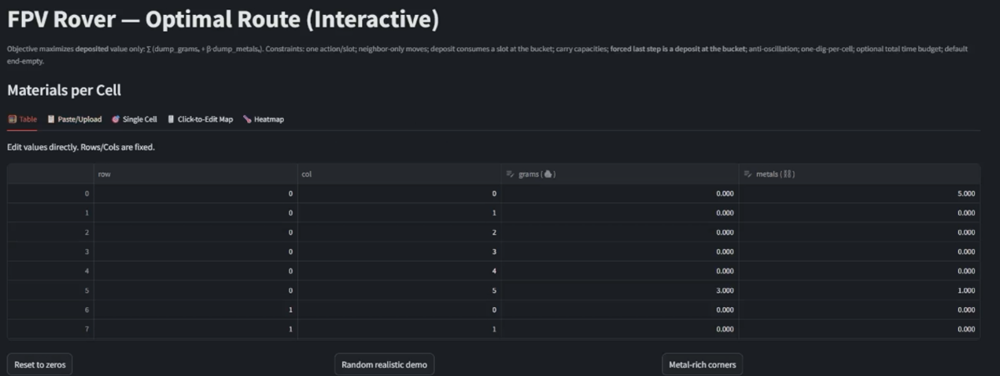 FPV Rover — Optimal Route (Interactive)
Objective maximizes deposited value only: ∑(dump_gramsₛ + β·dump_metalsₛ). Constraints: one action/slot; neighbor-only moves; deposit consumes a slot at the bucket; carry capacities; forced last step is a deposit at the bucket; anti-oscillation; one-dig-per-cell; optional total time budget; default
end-empty.
Materials per Cell
Table Paste/Upload Single Cell Click-to-Edit Map Heatmap
Edit values directly. Rows/Cols are fixed.
row col grams ( ) metals ( )
0 0 0 0.000 5.000
1 0 1 0.000 0.000
2 0 2 0.000 0.000
3 0 3 0.000 0.000
4 0 4 0.000 0.000
5 0 5 3.000 1.000
6 1 0 0.000 0.000
7 1 1 0.000 0.000
Reset to zeros Random realistic demo Metal-rich corners